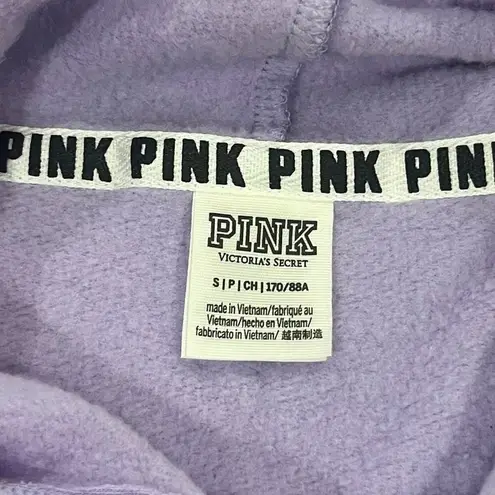 PINK PINK PINK PINK
PINK
VICTORIA'S SECRET
S | P | CH | 170/88A
made in Vietnam/fabriqué au
Vietnam/hecho en Vietnam/
fabbricato in Vietnam/ 越南制造